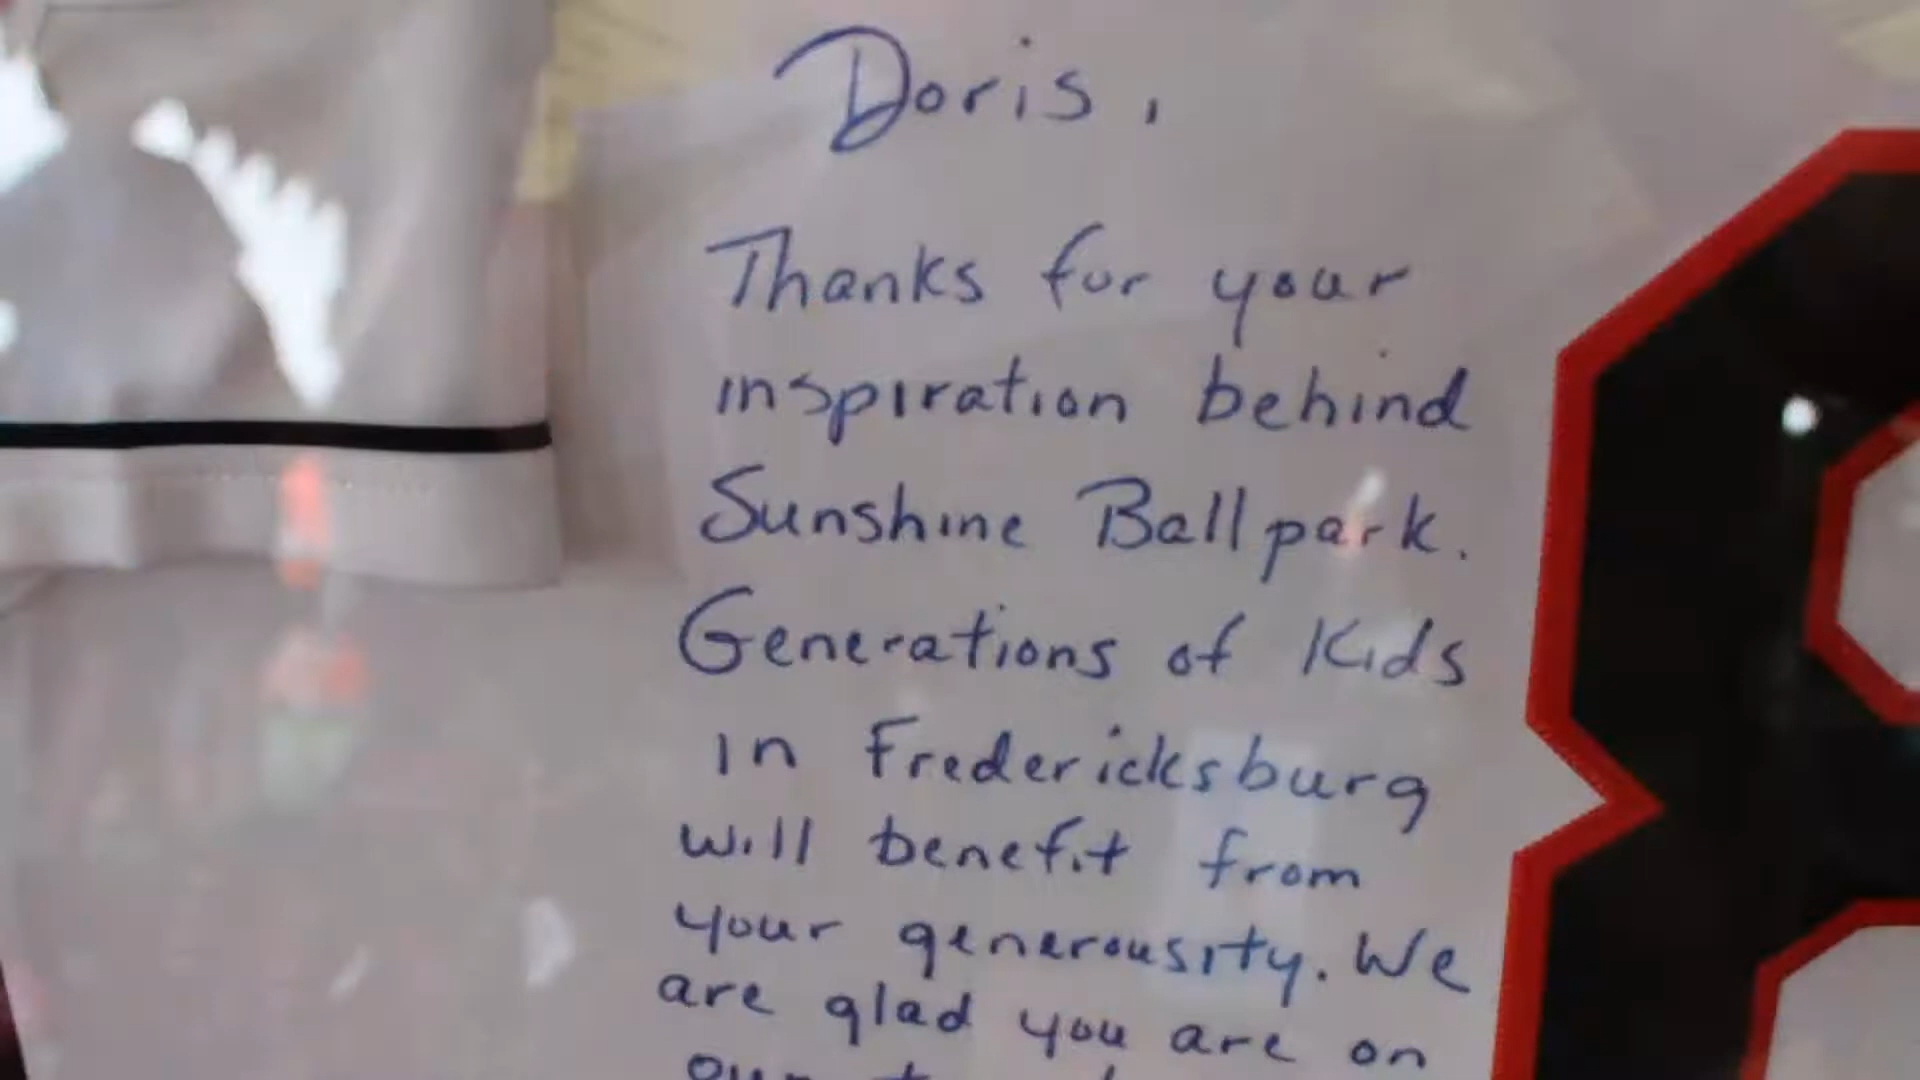 Doris,
Thanks for your
inspiration behind
Sunshine Ballpark.
Generations of Kids
in Fredericksburg
will benefit from
your generousity. We
are glad you are on
our